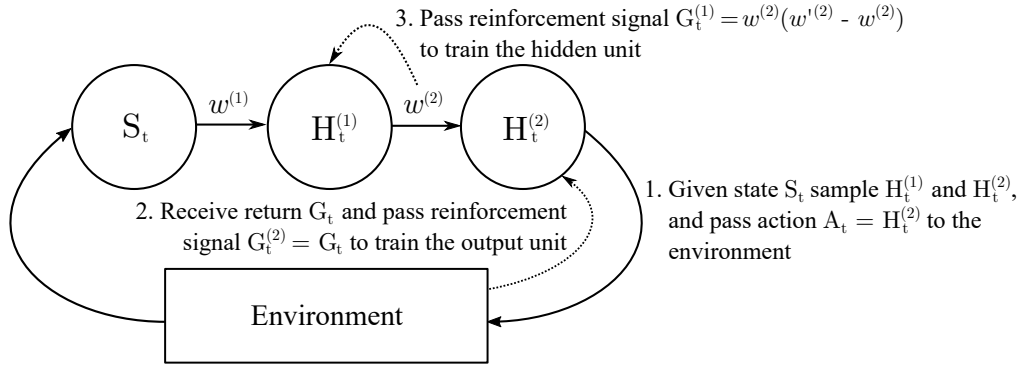 3. Pass reinforcement signal G_t^(1) = w^(2)(w'^(2) - w^(2))
to train the hidden unit
S_t
w^(1)
H_t^(1)
w^(2)
H_t^(2)
1. Given state S_t sample H_t^(1) and H_t^(2),
and pass action A_t = H_t^(2) to the
environment
2. Receive return G_t and pass reinforcement
signal G_t^(2) = G_t to train the output unit
Environment